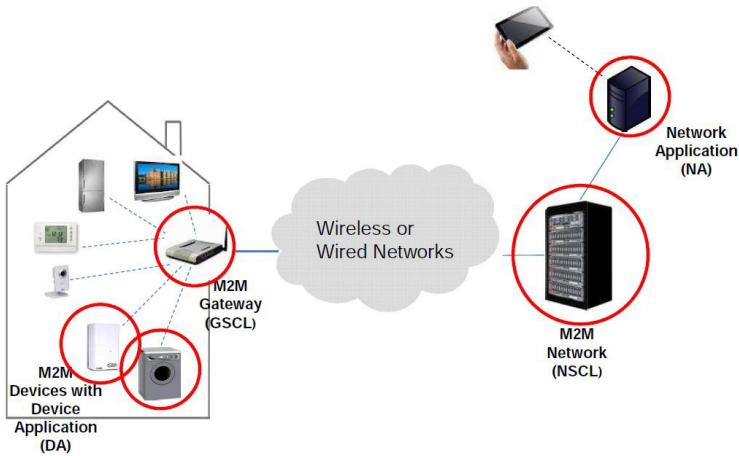 Network
Application
(NA)
Wireless or
Wired Networks
M2M
Gateway
(GSCL)
M2M
Network
(NSCL)
M2M
Devices with
Device
Application
(DA)